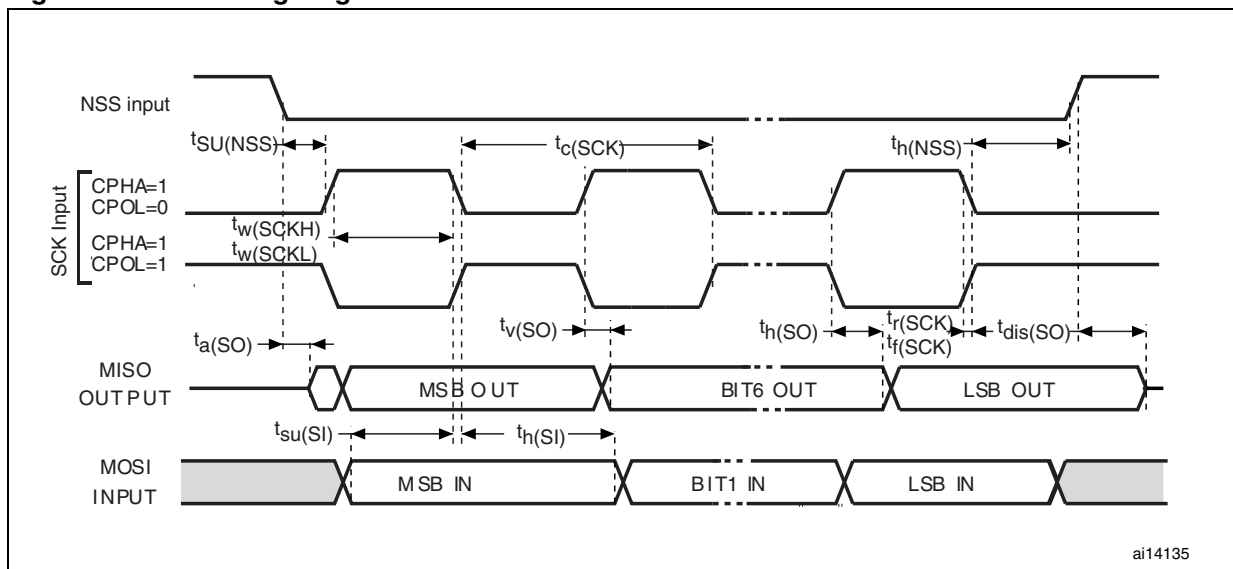 NSS input
tSU(NSS)
tc(SCK)
th(NSS)
SCK Input
CPHA=1
CPOL=0
tw(SCKH)
tw(SCKL)
CPHA=1
CPOL=1
ta(SO)
tv(SO)
th(SO)
tr(SCK)
tf(SCK)
tdis(SO)
MISO
OUTPUT
MSB OUT
BIT6 OUT
LSB OUT
tsu(SI)
th(SI)
MOSI
INPUT
MSB IN
BIT1 IN
LSB IN
ai14135